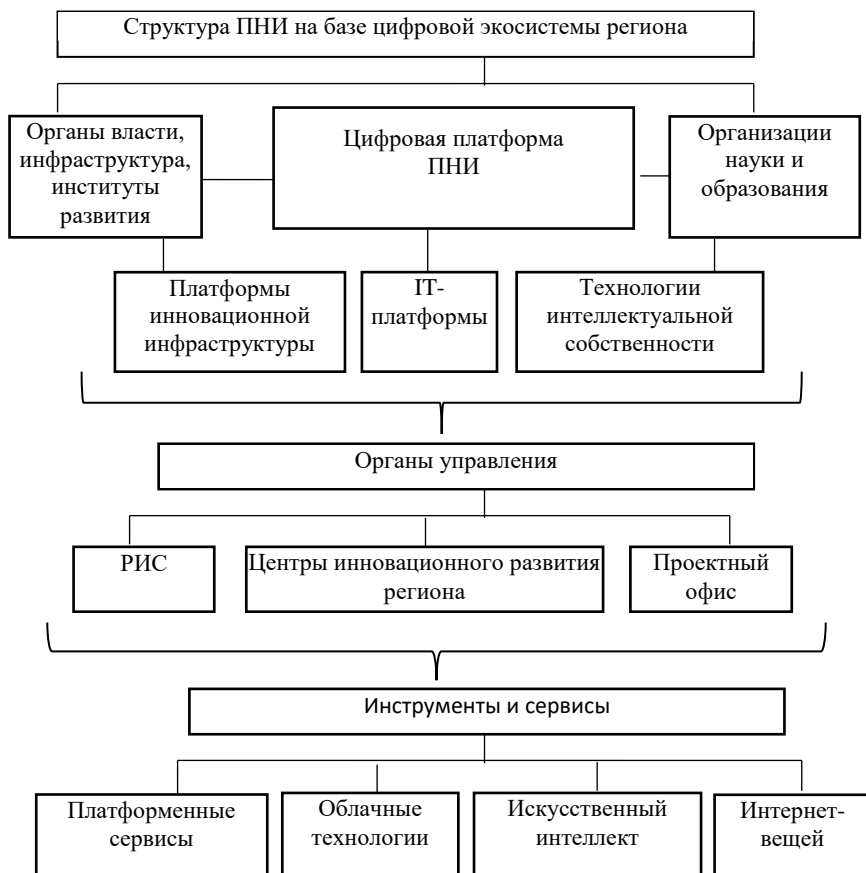 Структура ПНИ на базе цифровой экосистемы региона
Органы власти,
инфраструктура,
институты
развития
Цифровая платформа
ПНИ
Организации
науки и
образования
Платформы
инновационной
инфраструктуры
IT-
платформы
Технологии
интеллектуальной
собственности
Органы управления
РИС
Центры инновационного развития
региона
Проектный
офис
Инструменты и сервисы
Платформенные
сервисы
Облачные
технологии
Искусственный
интеллект
Интернет-
вещей